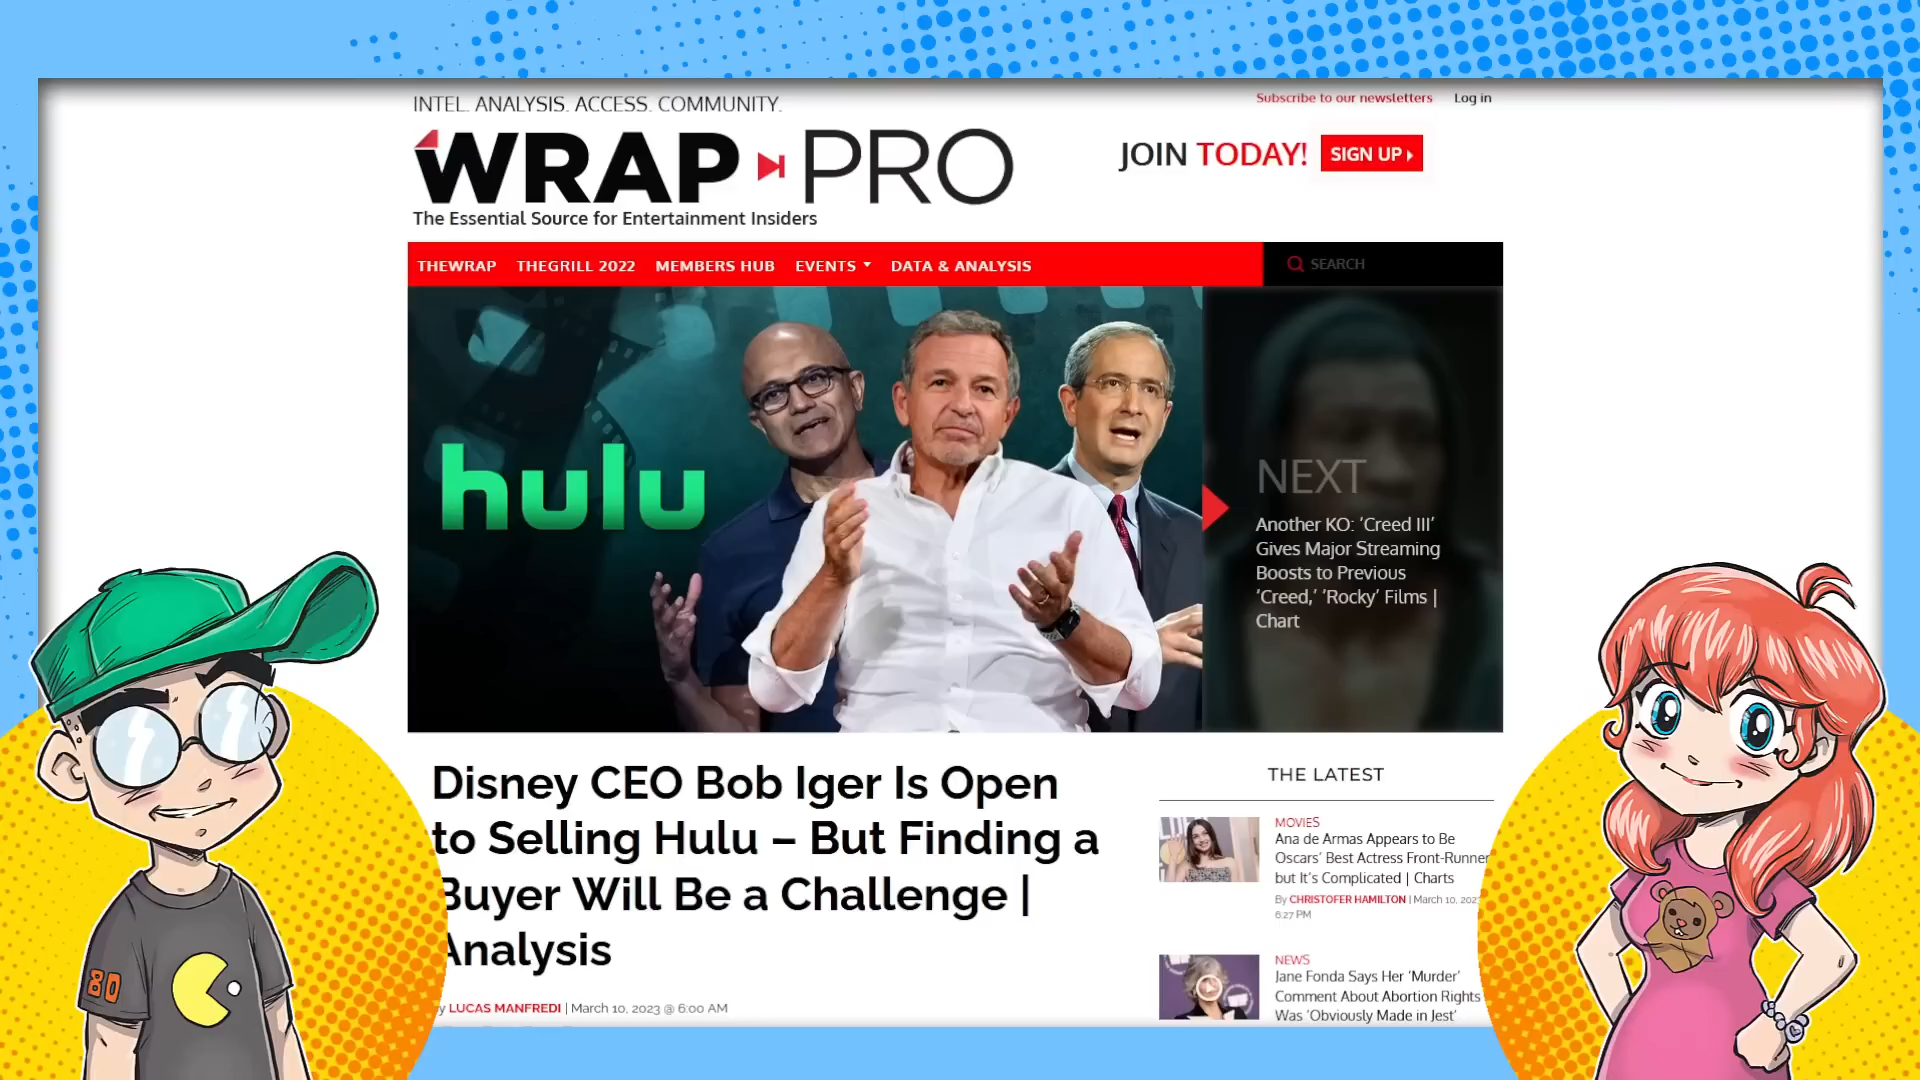 INTEL. ANALYSIS. ACCESS. COMMUNITY.
Subscribe to our newsletters
Log in
WRAP PRO
JOIN TODAY!
SIGN UP
The Essential Source for Entertainment Insiders
THEWRAP
THEGRILL 2022
MEMBERS HUB
EVENTS
DATA & ANALYSIS
SEARCH
hulu
NEXT
Another KO: ‘Creed III’
Gives Major Streaming
Boosts to Previous
‘Creed,’ ‘Rocky’ Films |
Chart
Disney CEO Bob Iger Is Open
to Selling Hulu – But Finding a
Buyer Will Be a Challenge |
Analysis
y LUCAS MANFREDI | March 10, 2023 @ 6:00 AM
THE LATEST
MOVIES
Ana de Armas Appears to Be
Oscars’ Best Actress Front-Runner
but It’s Complicated | Charts
By CHRISTOFER HAMILTON | March 10, 2023
6:27 PM
NEWS
Jane Fonda Says Her ‘Murder’
Comment About Abortion Rights
Was ‘Obviously Made in Jest’
80